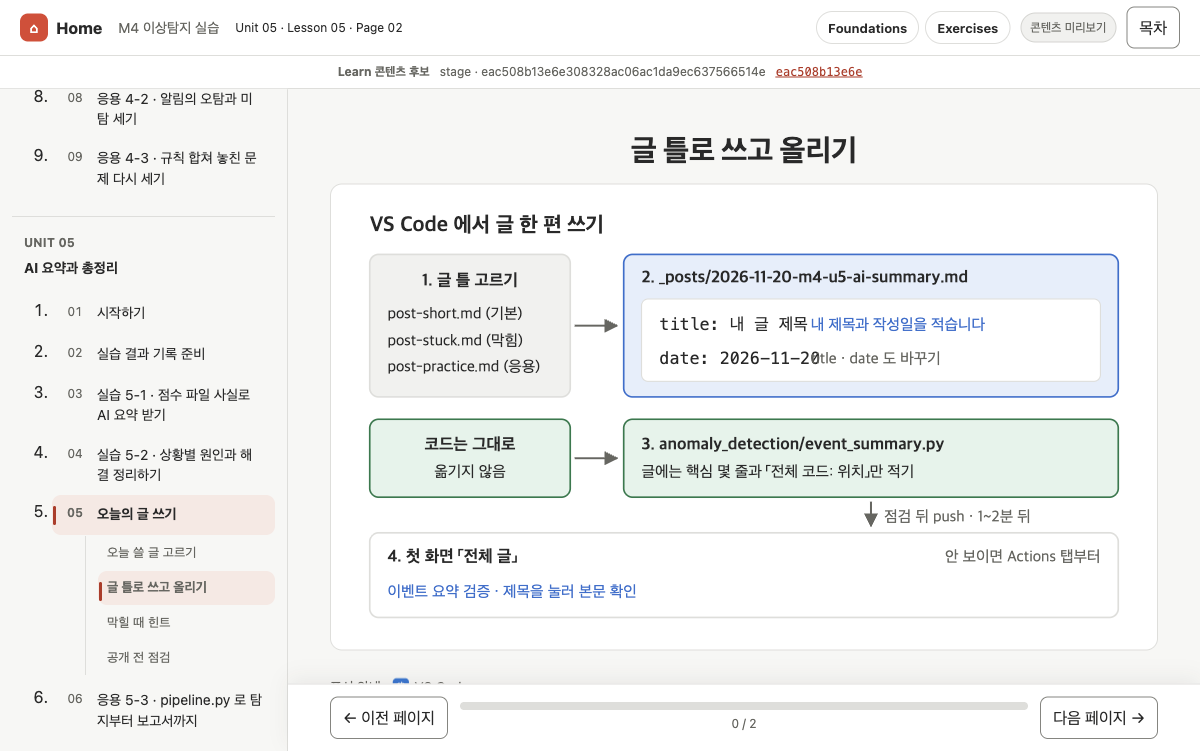 Home
M4 이상탐지 실습
Unit 05 · Lesson 05 · Page 02
Foundations
Exercises
콘텐츠 미리보기
목차
Learn 콘텐츠 후보 stage · eac508b13e6e308328ac06ac1da9ec637566514e eac508b13e6e
8. 08 응용 4-2 · 알림의 오탐과 미
탐 세기
9. 09 응용 4-3 · 규칙 합쳐 놓친 문
제 다시 세기
UNIT 05
AI 요약과 총정리
1. 01 시작하기
2. 02 실습 결과 기록 준비
3. 03 실습 5-1 · 점수 파일 사실로
AI 요약 받기
4. 04 실습 5-2 · 상황별 원인과 해
결 정리하기
5. 05 오늘의 글 쓰기
오늘 쓸 글 고르기
글 틀로 쓰고 올리기
막힐 때 힌트
공개 전 점검
6. 06 응용 5-3 · pipeline.py 로 탐
지부터 보고서까지
글 틀로 쓰고 올리기
VS Code 에서 글 한 편 쓰기
1. 글 틀 고르기
post-short.md (기본)
post-stuck.md (막힘)
post-practice.md (응용)
2. _posts/2026-11-20-m4-u5-ai-summary.md
title: 내 글 제목 내 제목과 작성일을 적습니다
date: 2026-11-20 title · date 도 바꾸기
코드는 그대로
옮기지 않음
3. anomaly_detection/event_summary.py
글에는 핵심 몇 줄과 「전체 코드: 위치」만 적기
점검 뒤 push · 1~2분 뒤
4. 첫 화면 「전체 글」
안 보이면 Actions 탭부터
이벤트 요약 검증 · 제목을 눌러 본문 확인
← 이전 페이지
0 / 2
다음 페이지 →